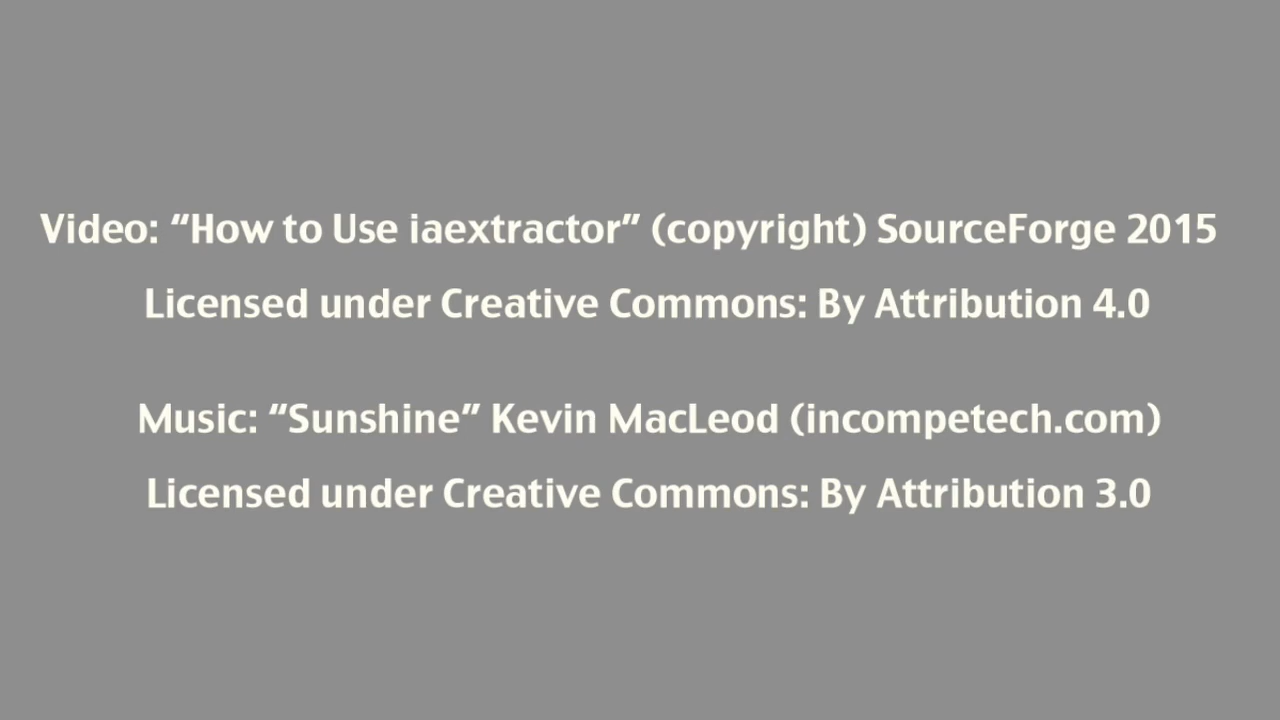 Video: “How to Use iaextractor” (copyright) SourceForge 2015
Licensed under Creative Commons: By Attribution 4.0
Music: “Sunshine” Kevin MacLeod (incompetech.com)
Licensed under Creative Commons: By Attribution 3.0